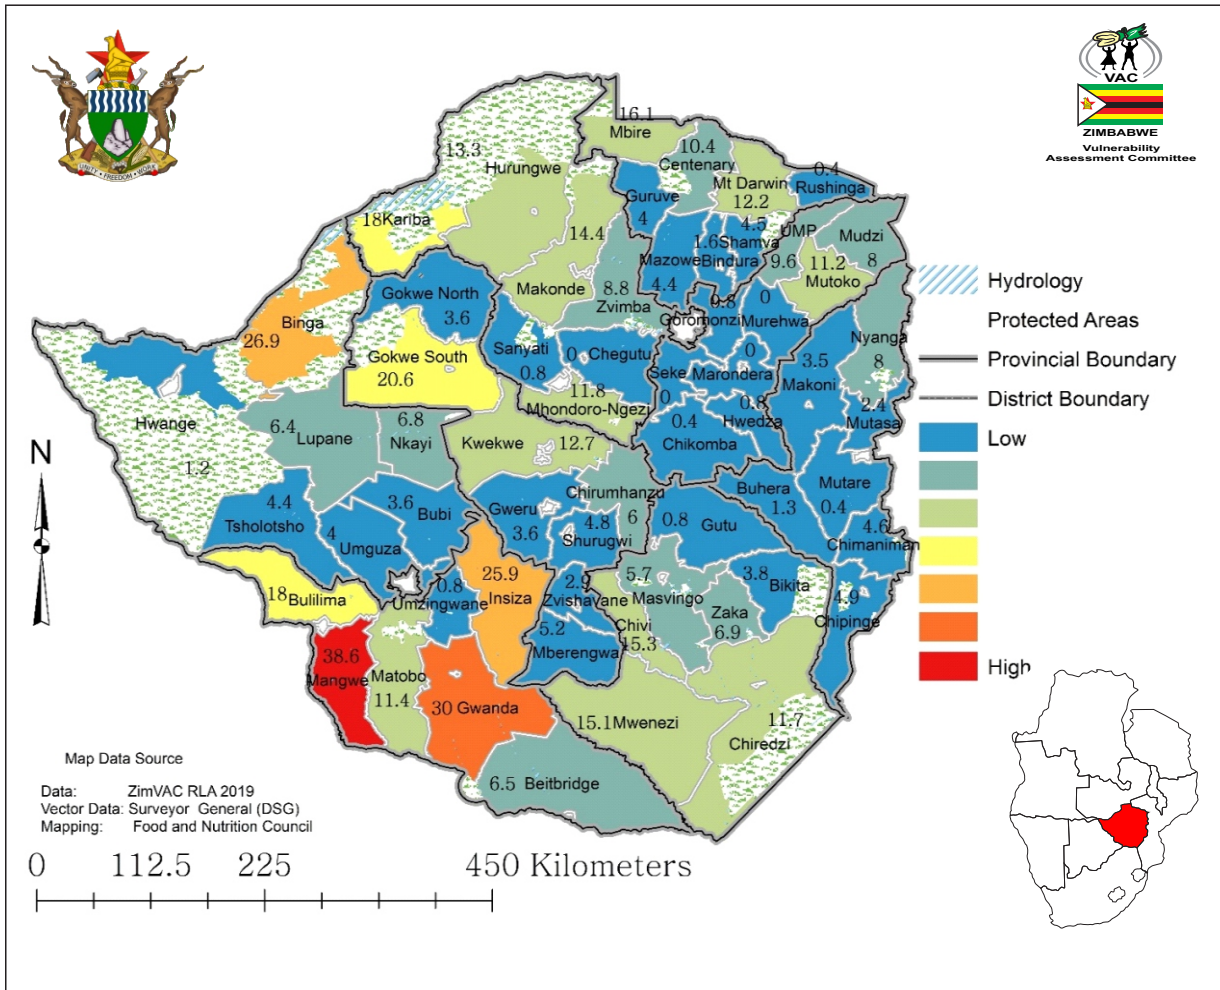 UNITY • FREEDOM • WORK
VAC
ZIMBABWE
Vulnerability
Assessment Committee
16.1
Mbire
10.4
Centenary
13.3
Hurungwe
0.4
Rushinga
Mt Darwin
12.2
Guruve
4
18
Kariba
14.4
4.5
1.6
Shamva
UMP
9.6
Mudzi
8
11.2
Mutoko
Mazowe
Bindura
4.4
Makonde
8.8
Zvimba
Gokwe North
3.6
0.8
Goromonzi
0
Murehwa
Nyanga
8
Binga
26.9
Gokwe South
20.6
Sanyati
0.8
0
Chegutu
Seke
0
0
Marondera
3.5
Makoni
11.8
Mhondoro-Ngezi
0.4
Chikomba
0.8
Hwedza
2.4
Mutasa
Hwange
1.2
6.4
Lupane
6.8
Nkayi
Kwekwe
12.7
Chirumhanzu
6
Buhera
1.3
Mutare
0.4
4.4
Tsholotsho
3.6
Bubi
4
Umguza
Gweru
3.6
4.8
Shurugwi
0.8
Gutu
4.6
Chimaniman
18
Bulilima
0.8
Umzingwane
25.9
Insiza
2.9
Zvishavane
5.7
Masvingo
3.8
Bikita
4.9
Chipinge
Zaka
6.9
Chivi
15.3
5.2
Mberengwa
38.6
Mangwe
Matobo
11.4
30 Gwanda
15.1 Mwenezi
11.7
Chiredzi
6.5 Beitbridge
Hydrology
Protected Areas
Provincial Boundary
District Boundary
Low
High
N
Map Data Source
Data: ZimVAC RLA 2019
Vector Data: Surveyor General (DSG)
Mapping: Food and Nutrition Council
0 112.5 225 450 Kilometers